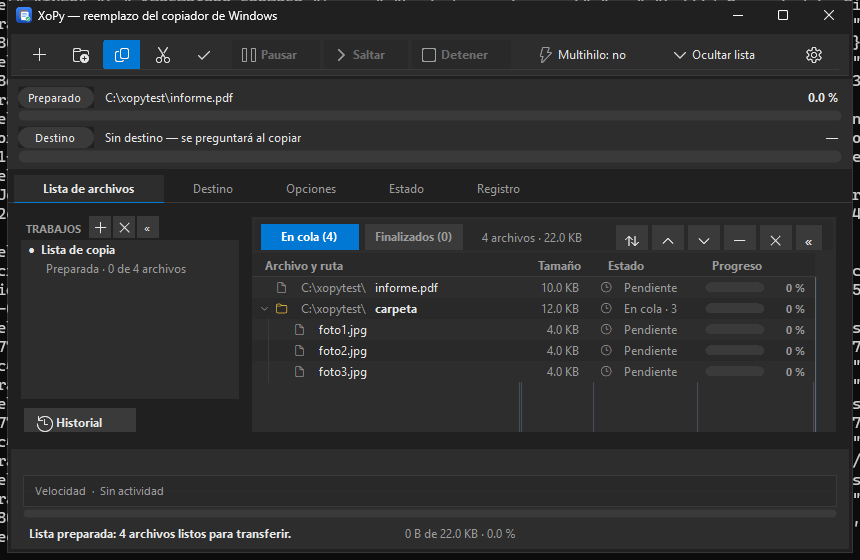 XoPy — reemplazo del copiador de Windows
Pausar Saltar Detener Multihilo: no Ocultar lista
Preparado C:\xopytest\informe.pdf 0.0 %
Destino Sin destino — se preguntará al copiar —
Lista de archivos Destino Opciones Estado Registro
TRABAJOS
• Lista de copia
Preparada · 0 de 4 archivos
Historial
En cola (4) Finalizados (0) 4 archivos · 22.0 KB
Archivo y ruta Tamaño Estado Progreso
C:\xopytest\ informe.pdf 10.0 KB Pendiente 0 %
C:\xopytest\ carpeta 12.0 KB En cola · 3 0 %
foto1.jpg 4.0 KB Pendiente 0 %
foto2.jpg 4.0 KB Pendiente 0 %
foto3.jpg 4.0 KB Pendiente 0 %
Velocidad · Sin actividad
Lista preparada: 4 archivos listos para transferir. 0 B de 22.0 KB · 0.0 %